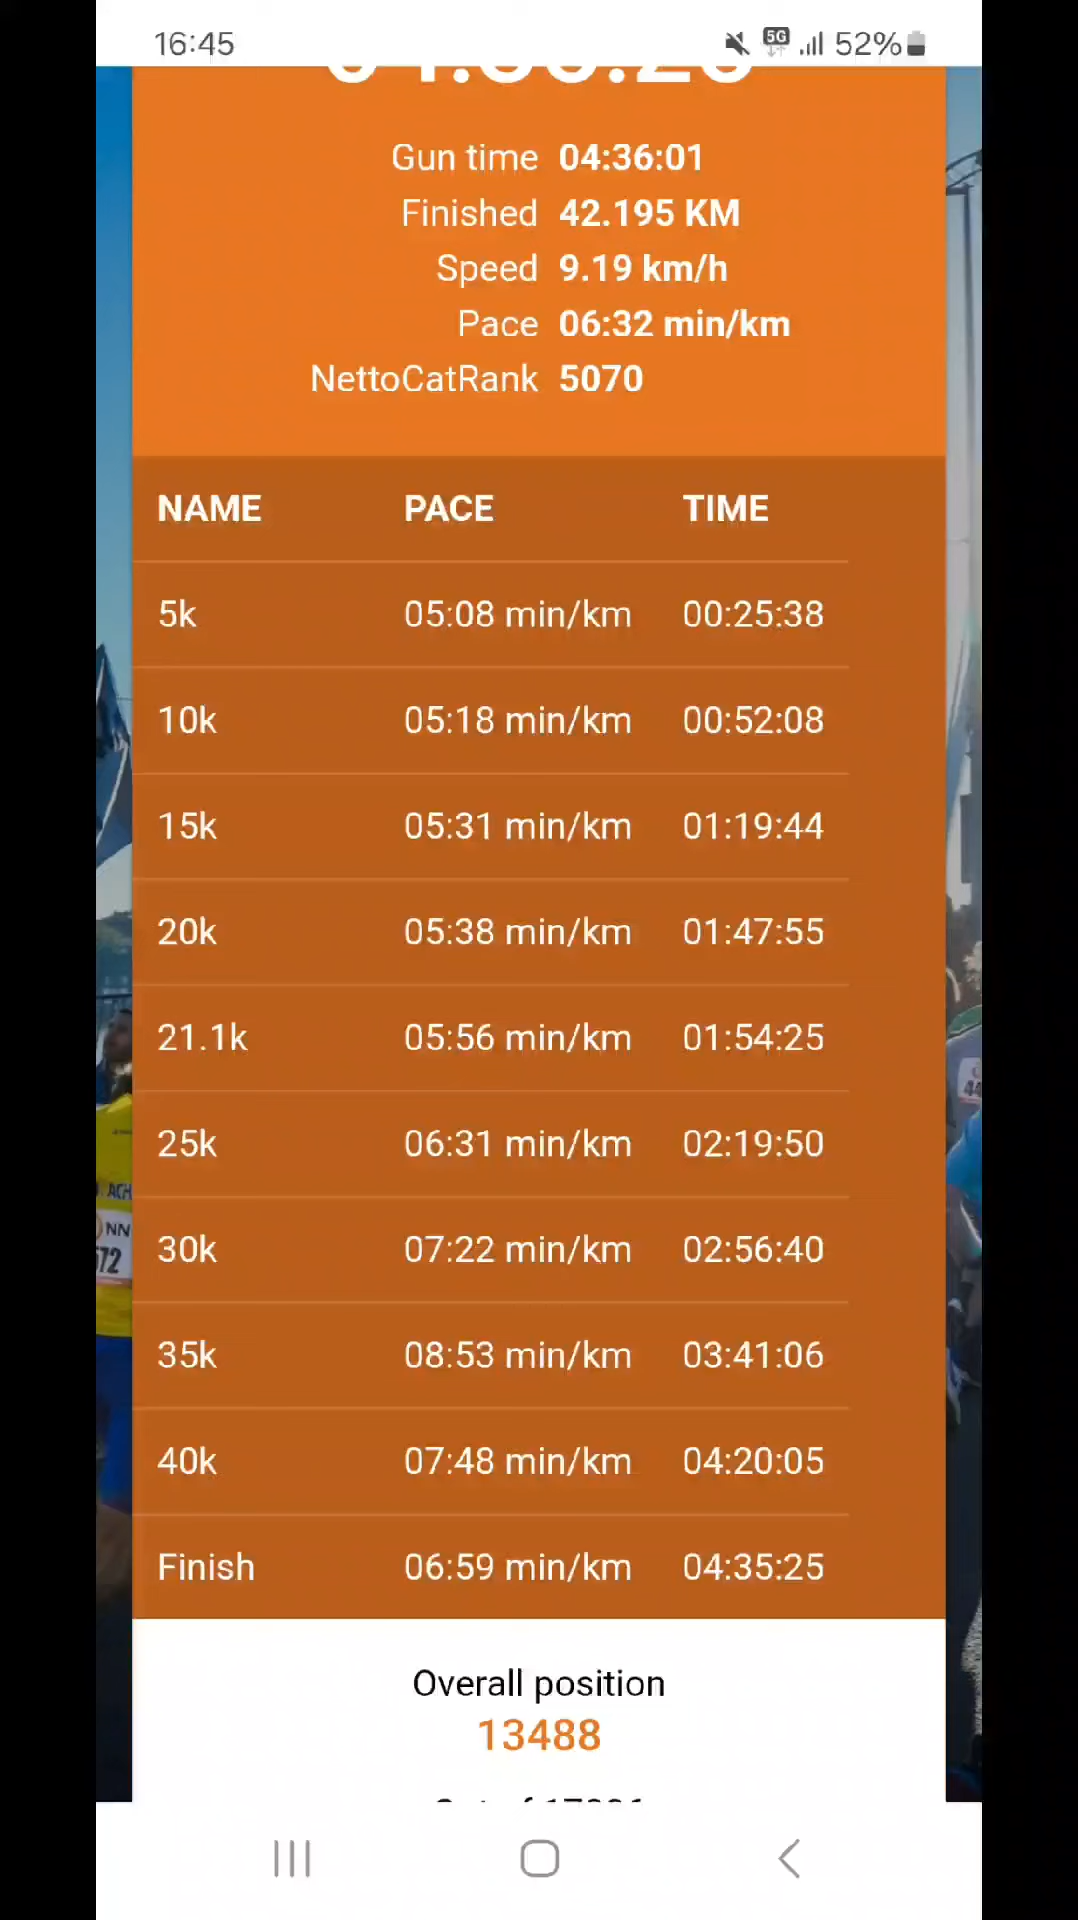 16:45
5G
52%
Gun time 04:36:01
Finished 42.195 KM
Speed 9.19 km/h
Pace 06:32 min/km
NettoCatRank 5070
NAME PACE TIME
5k 05:08 min/km 00:25:38
10k 05:18 min/km 00:52:08
15k 05:31 min/km 01:19:44
20k 05:38 min/km 01:47:55
21.1k 05:56 min/km 01:54:25
25k 06:31 min/km 02:19:50
30k 07:22 min/km 02:56:40
35k 08:53 min/km 03:41:06
40k 07:48 min/km 04:20:05
Finish 06:59 min/km 04:35:25
ACH
NN
72
44
Overall position
13488